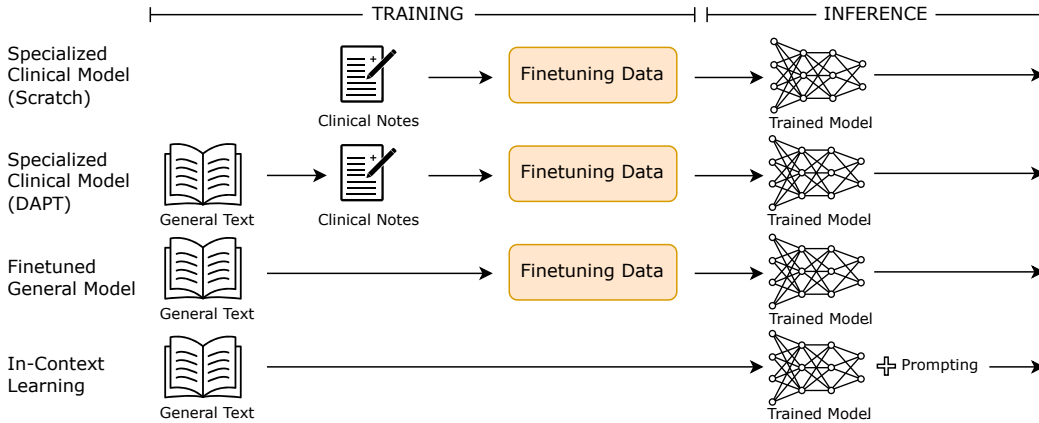 TRAINING
INFERENCE
Specialized
Clinical Model
(Scratch)
Clinical Notes
Finetuning Data
Trained Model
Specialized
Clinical Model
(DAPT)
General Text
Clinical Notes
Finetuning Data
Trained Model
Finetuned
General Model
General Text
Finetuning Data
Trained Model
In-Context
Learning
General Text
Trained Model
Prompting